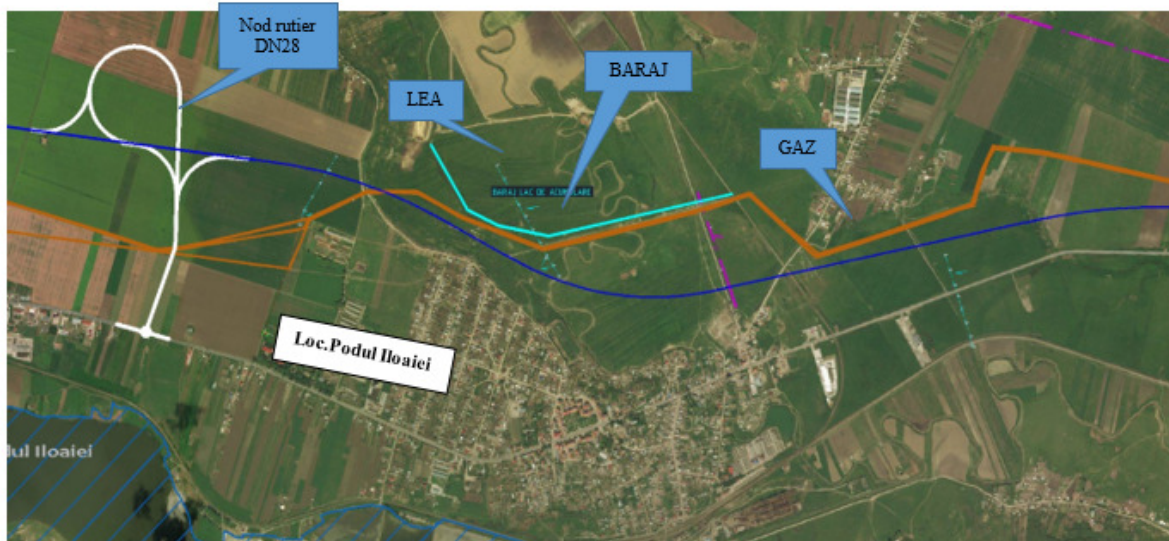 Nod rutier
DN28
LEA
BARAJ
GAZ
BARAJ LAC DE ACUMULARE
Loc.Podul Iloaiei
dul Iloaiei